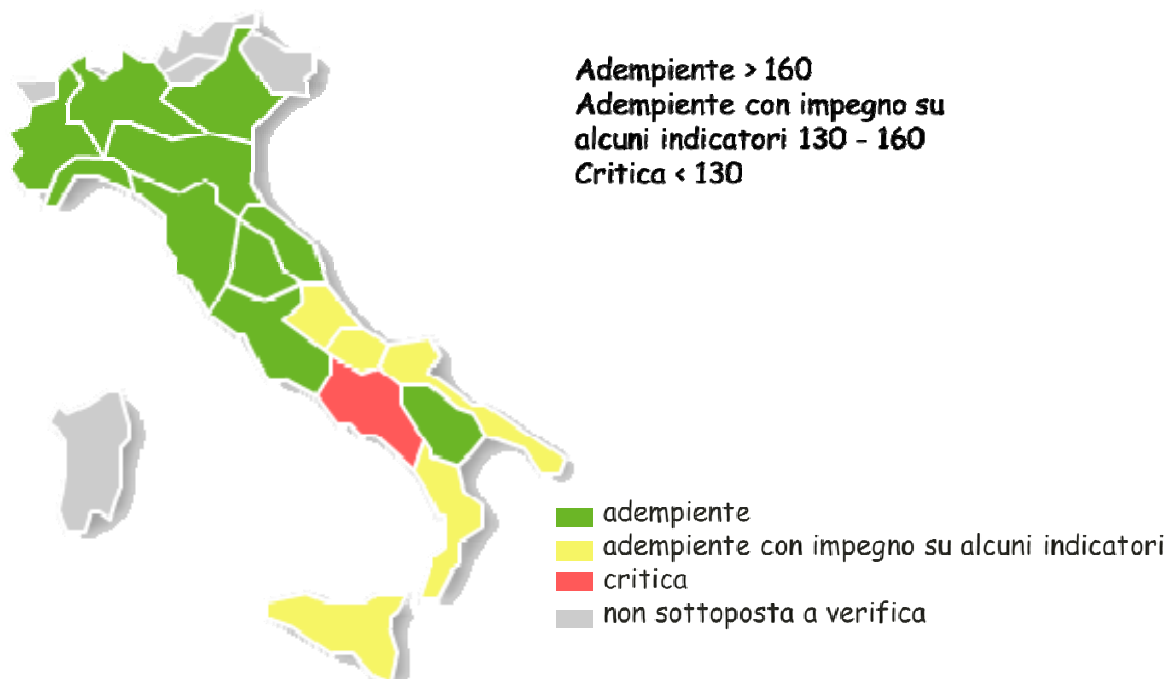 Adempiente > 160
Adempiente con impegno su
alcuni indicatori 130 - 160
Critica < 130
adempiente
adempiente con impegno su alcuni indicatori
critica
non sottoposta a verifica